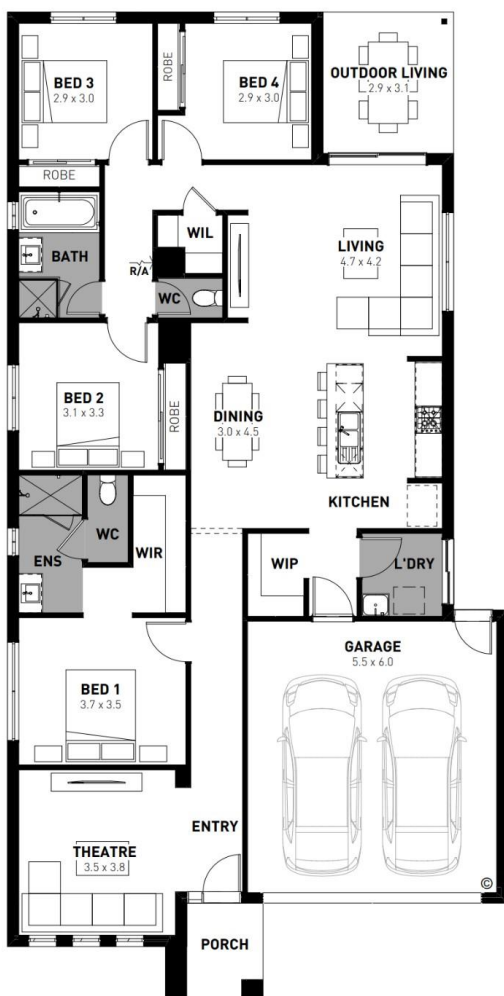 BED 3
2.9 x 3.0
ROBE
BED 4
2.9 x 3.0
OUTDOOR LIVING
2.9 x 3.1
ROBE
BATH
WIL
R/A
WC
LIVING
4.7 x 4.2
BED 2
3.1 x 3.3
ROBE
DINING
3.0 x 4.5
KITCHEN
ENS
WC
WIR
WIP
L'DRY
GARAGE
5.5 x 6.0
BED 1
3.7 x 3.5
ENTRY
THEATRE
3.5 x 3.8
©
PORCH